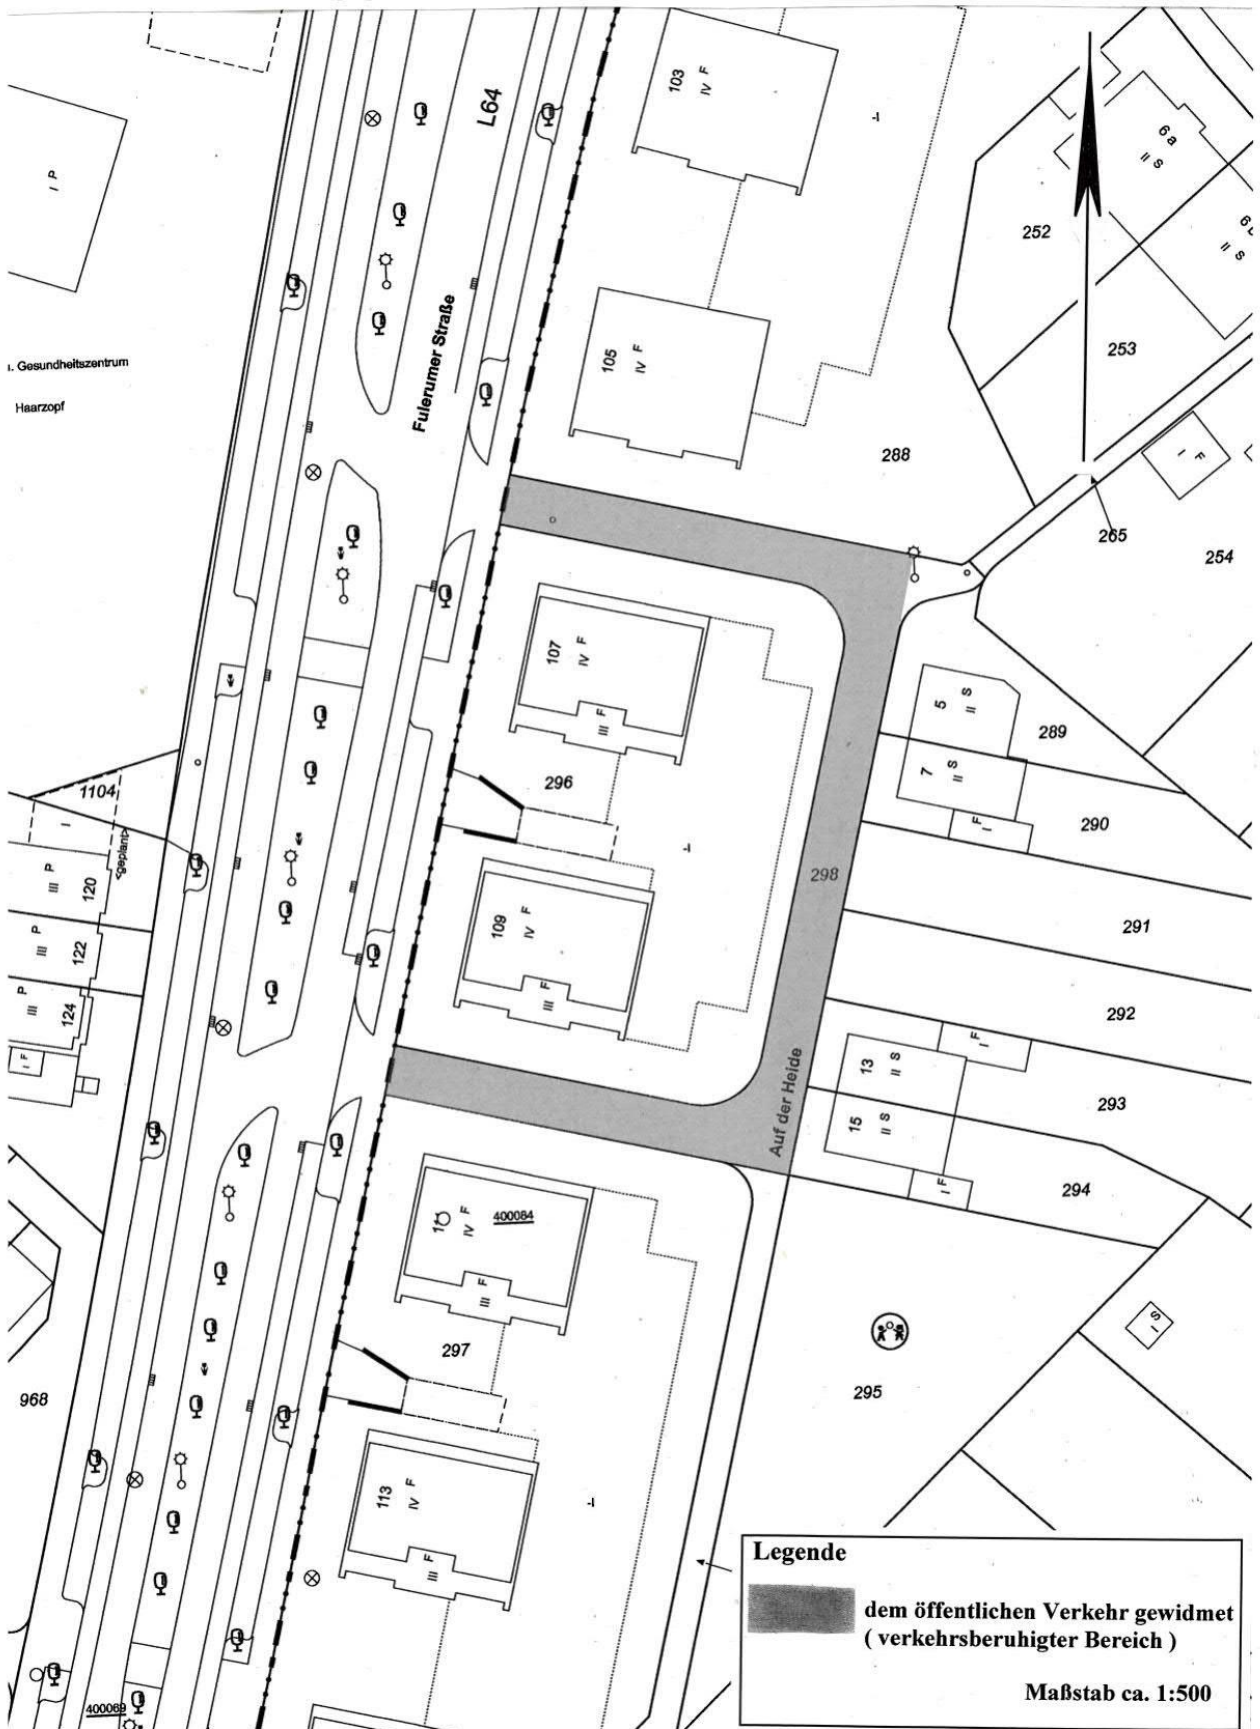 L64
103
IV F
I P
6 a
II S
II S
252
Fulerumer Straße
105
IV F
253
. Gesundheitszentrum
Haarzopf
288
I F
265
254
107
IV F
III F
5
II S
289
7
II S
296
1104
I
geplant
290
I F
298
120
III P
109
IV F
291
122
III P
III F
124
III P
292
I F
13
II S
I F
293
Auf der Heide
15
II S
I F
294
IV F
400084
III F
I S
297
295
968
113
IV F
III F
Legende
dem öffentlichen Verkehr gewidmet
( verkehrsberuhigter Bereich )
Maßstab ca. 1:500
400069